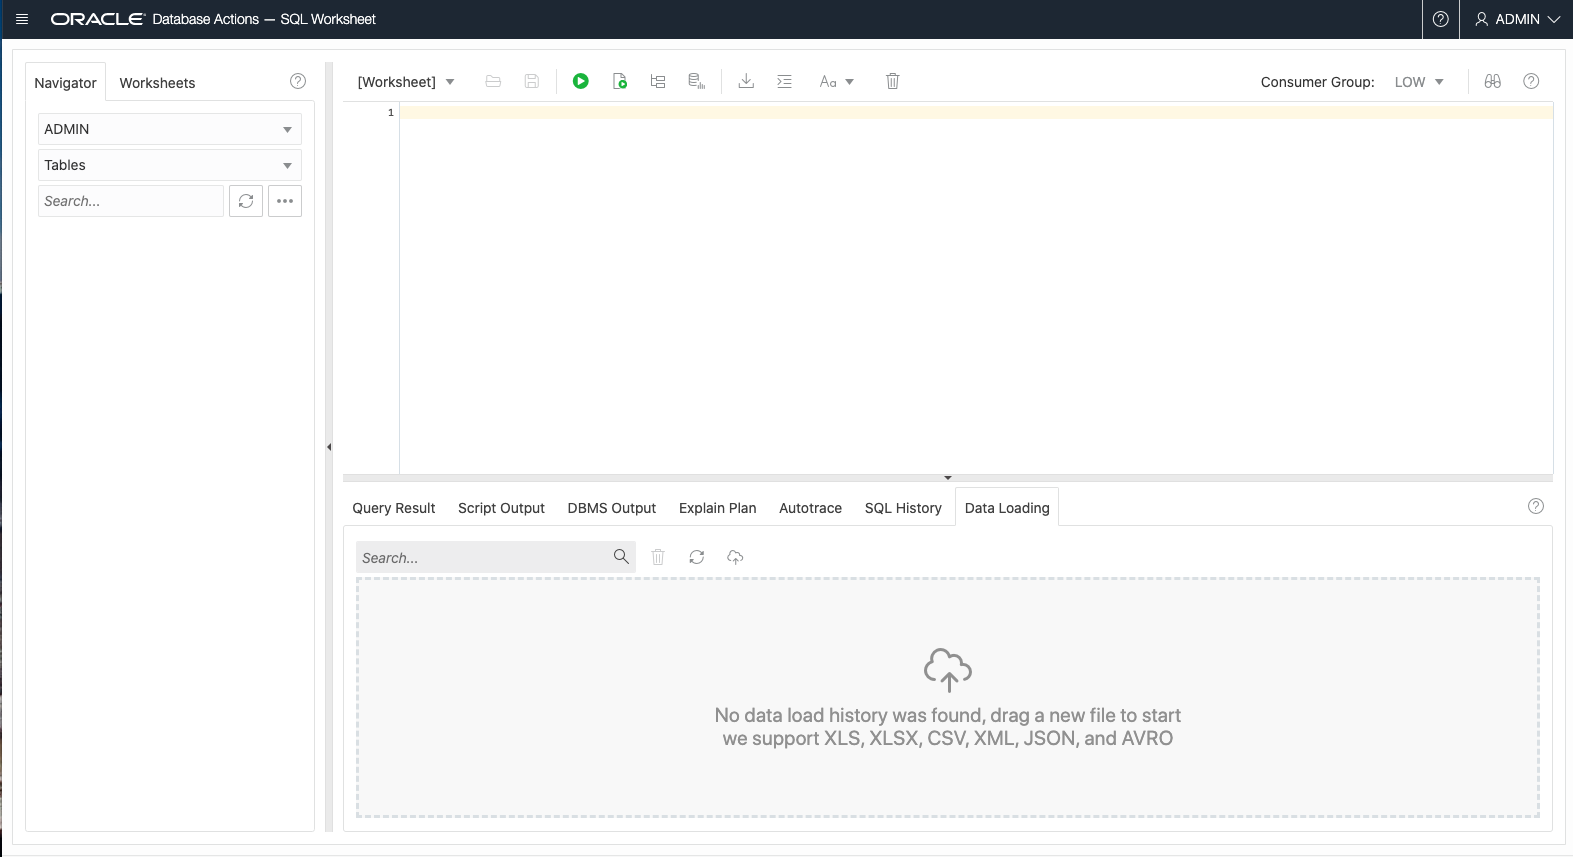 ORACLE Database Actions — SQL Worksheet
ADMIN
Navigator
Worksheets
ADMIN
Tables
Search...
[Worksheet]
Aa
Consumer Group: LOW
1
Query Result
Script Output
DBMS Output
Explain Plan
Autotrace
SQL History
Data Loading
Search...
No data load history was found, drag a new file to start
we support XLS, XLSX, CSV, XML, JSON, and AVRO